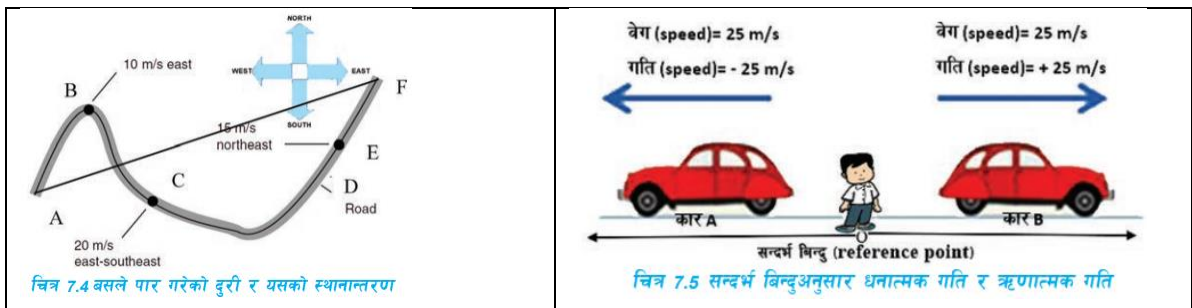 NORTH
WEST
EAST
SOUTH
10 m/s east
B
F
15 m/s
northeast
E
C
D
Road
A
20 m/s
east-southeast
चित्र 7.4 बसले पार गरेको दुरी र यसको स्थानान्तरण
वेग (speed)= 25 m/s
गति (speed)= - 25 m/s
वेग (speed)= 25 m/s
गति (speed)= + 25 m/s
कार A
कार B
सन्दर्भ बिन्दु (reference point)
चित्र 7.5 सन्दर्भ बिन्दुअनुसार धनात्मक गति र ऋणात्मक गति